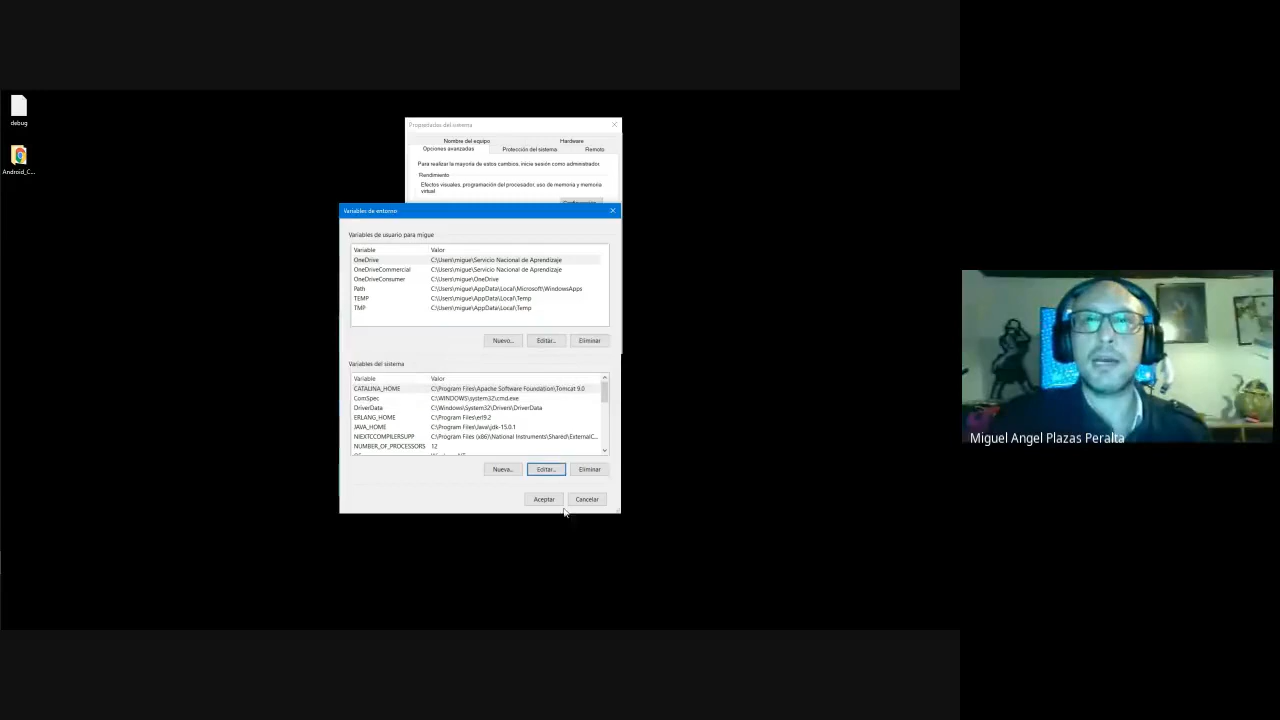 debug
Android_C...
Propiedades del sistema
Nombre del equipo
Hardware
Opciones avanzadas
Protección del sistema
Remoto
Para realizar la mayoría de estos cambios, inicie sesión como administrador.
Rendimiento
Efectos visuales, programación del procesador, uso de memoria y memoria
virtual
Variables de entorno
Variables de usuario para migue
Variable Valor
OneDrive C:\Users\migue\Servicio Nacional de Aprendizaje
OneDriveCommercial C:\Users\migue\Servicio Nacional de Aprendizaje
OneDriveConsumer C:\Users\migue\OneDrive
Path C:\Users\migue\AppData\Local\Microsoft\WindowsApps
TEMP C:\Users\migue\AppData\Local\Temp
TMP C:\Users\migue\AppData\Local\Temp
Nuevo... Editar... Eliminar
Variables del sistema
Variable Valor
CATALINA_HOME C:\Program Files\Apache Software Foundation\Tomcat 9.0
ComSpec C:\WINDOWS\system32\cmd.exe
DriverData C:\Windows\System32\Drivers\DriverData
ERLANG_HOME C:\Program Files\erl9.2
JAVA_HOME C:\Program Files\Java\jdk-15.0.1
NIEXTCCOMPILERSUPP C:\Program Files (x86)\National Instruments\Shared\ExternalC...
NUMBER_OF_PROCESSORS 12
Nueva... Editar... Eliminar
Aceptar Cancelar
Miguel Angel Plazas Peralta